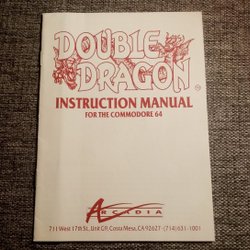 DOUBLE
DRAGON
INSTRUCTION MANUAL
FOR THE COMMODORE 64
ARCADIA
711 West 17th St., Unit G9, Costa Mesa, CA 92627 · (714) 631-1001